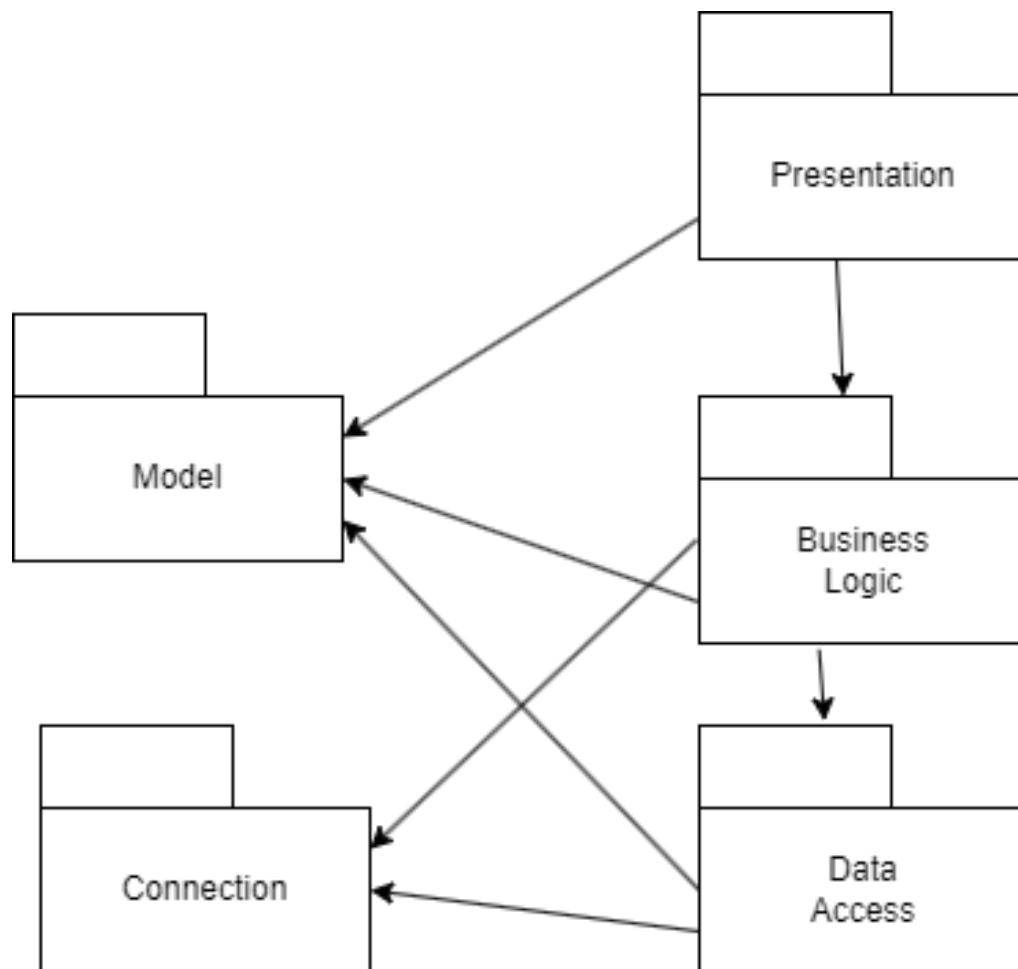 Presentation
Model
Business
Logic
Connection
Data
Access